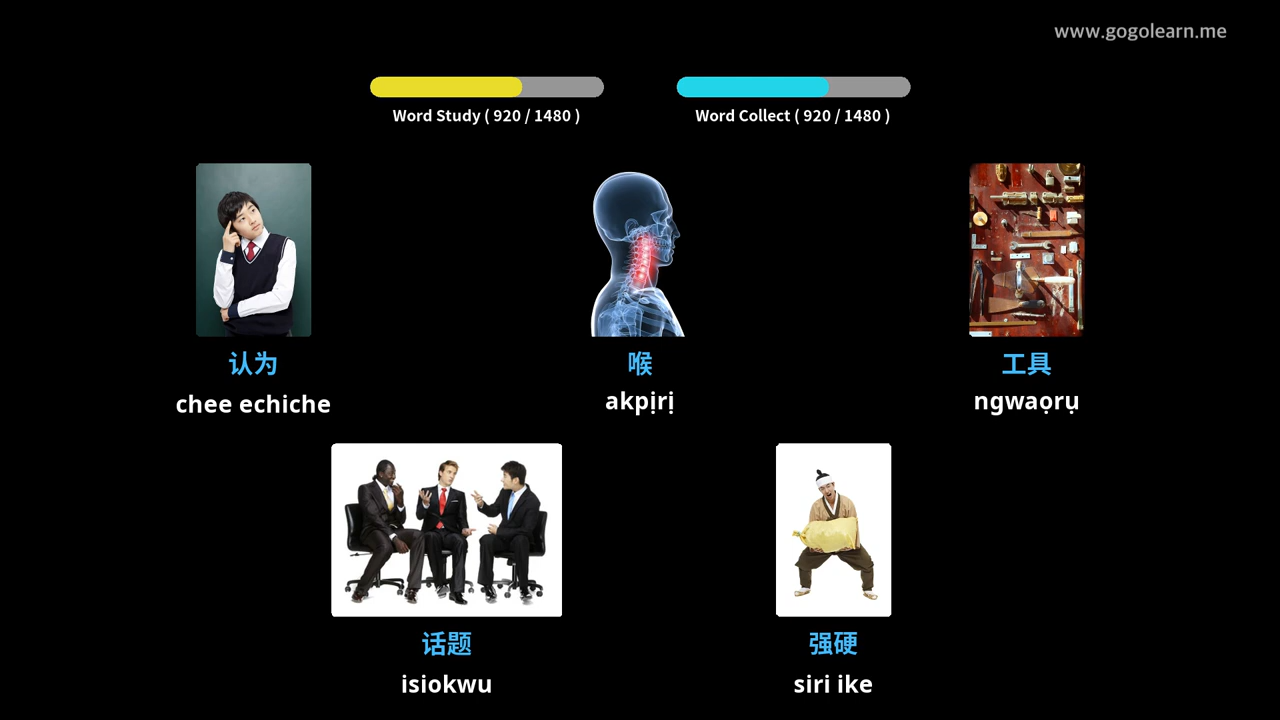 www.gogolearn.me
Word Study ( 920 / 1480 )
Word Collect ( 920 / 1480 )
认为
chee echiche
喉
akpịrị
工具
ngwaọrụ
话题
isiokwu
强硬
siri ike